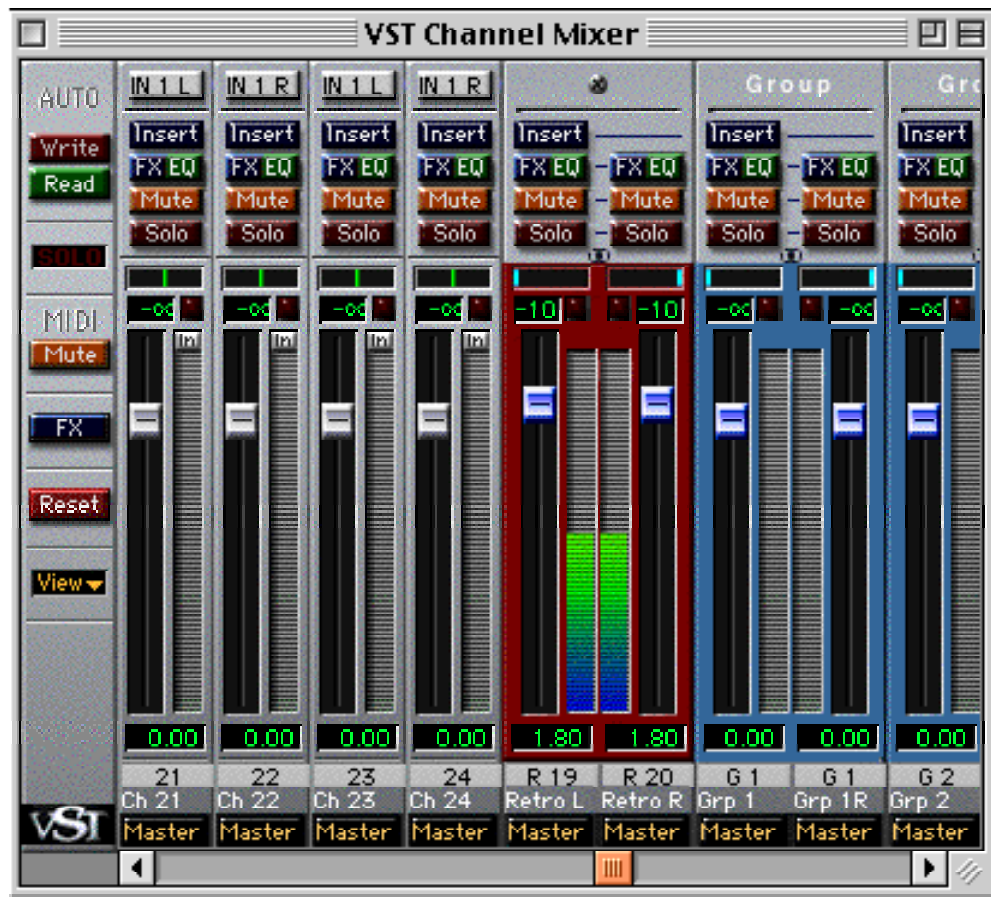 VST Channel Mixer
AUTO
Write
Read
SOLO
MIDI
Mute
FX
Reset
View
VST
IN 1 L IN 1 R IN 1 L IN 1 R Group Gro
Insert Insert Insert Insert Insert Insert Insert
FX EQ FX EQ FX EQ FX EQ FX EQ FX EQ FX EQ FX EQ FX EQ
Mute Mute Mute Mute Mute Mute Mute Mute Mute
Solo Solo Solo Solo Solo Solo Solo Solo Solo
-∞ -∞ -∞ -∞ -10 -10 -∞ -∞ -∞
In In In In
0.00 0.00 0.00 0.00 1.80 1.80 0.00 0.00 0.00
21 22 23 24 R 19 R 20 G 1 G 1 G 2
Ch 21 Ch 22 Ch 23 Ch 24 Retro L Retro R Grp 1 Grp 1R Grp 2
Master Master Master Master Master Master Master Master Master